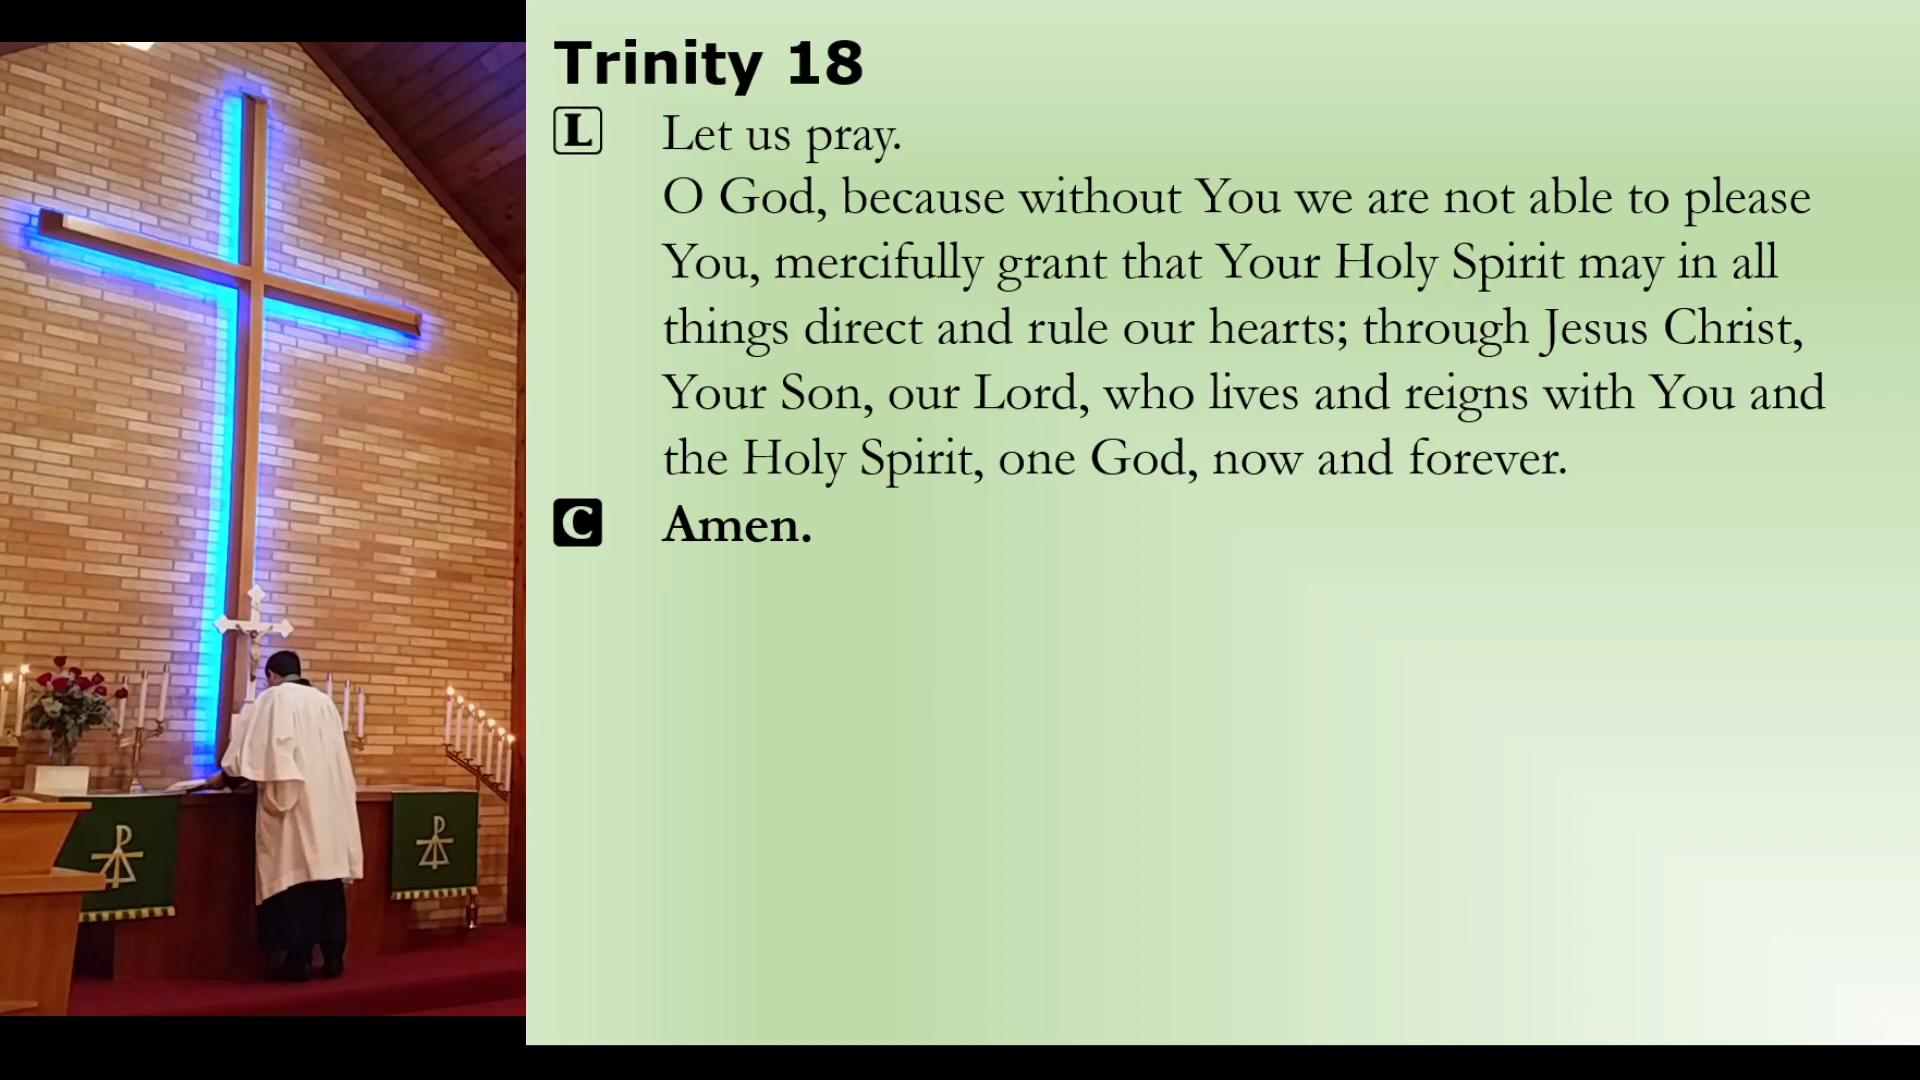 Trinity 18
L Let us pray.
O God, because without You we are not able to please
You, mercifully grant that Your Holy Spirit may in all
things direct and rule our hearts; through Jesus Christ,
Your Son, our Lord, who lives and reigns with You and
the Holy Spirit, one God, now and forever.
C Amen.